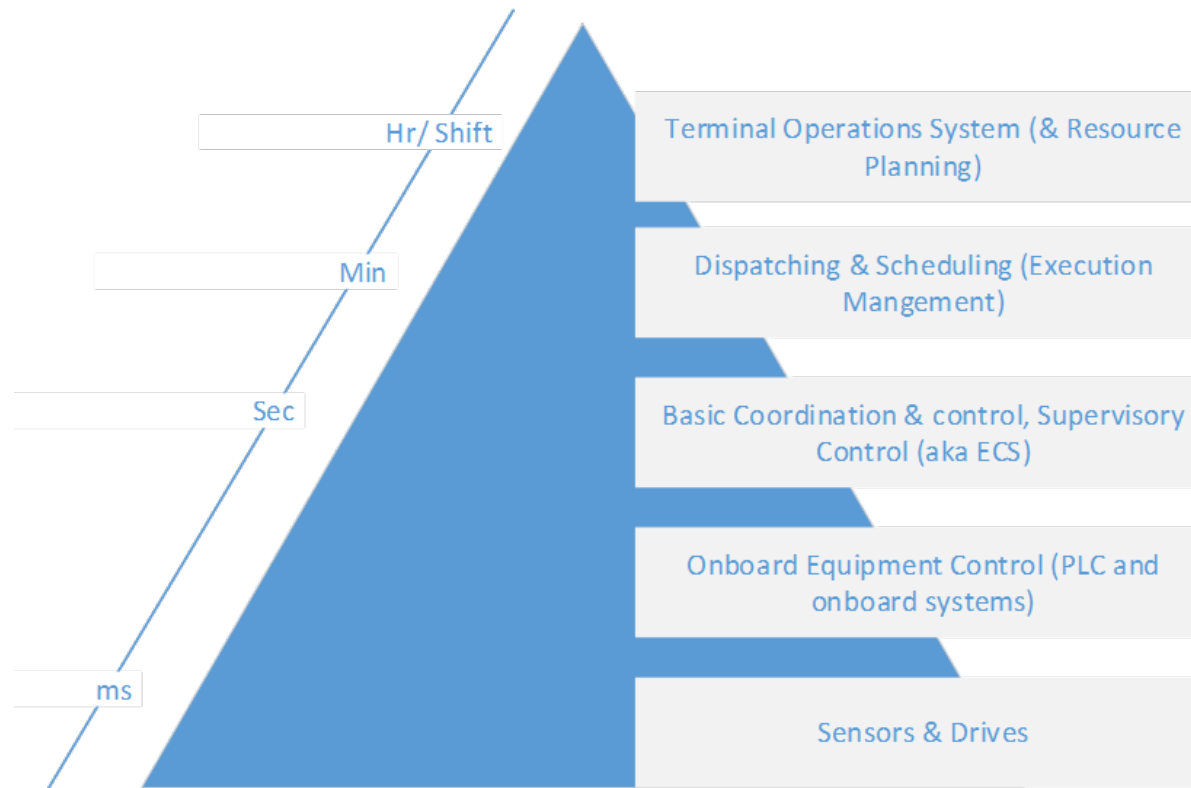 Hr/ Shift
Terminal Operations System (& Resource
Planning)
Min
Dispatching & Scheduling (Execution
Mangement)
Sec
Basic Coordination & control, Supervisory
Control (aka ECS)
Onboard Equipment Control (PLC and
onboard systems)
ms
Sensors & Drives